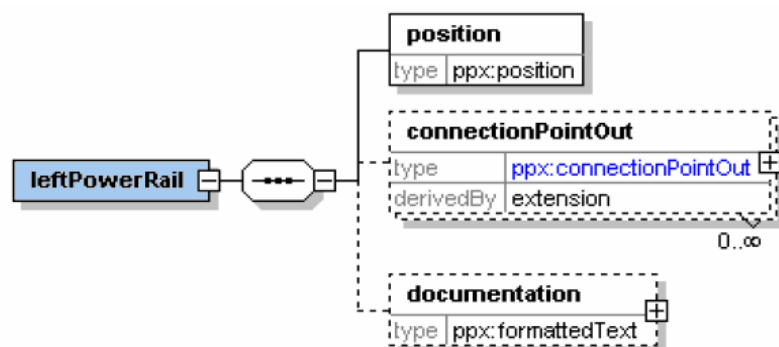 position
type ppx:position
connectionPointOut
leftPowerRail
type ppx:connectionPointOut
derivedBy extension
0..∞
documentation
type ppx:formattedText